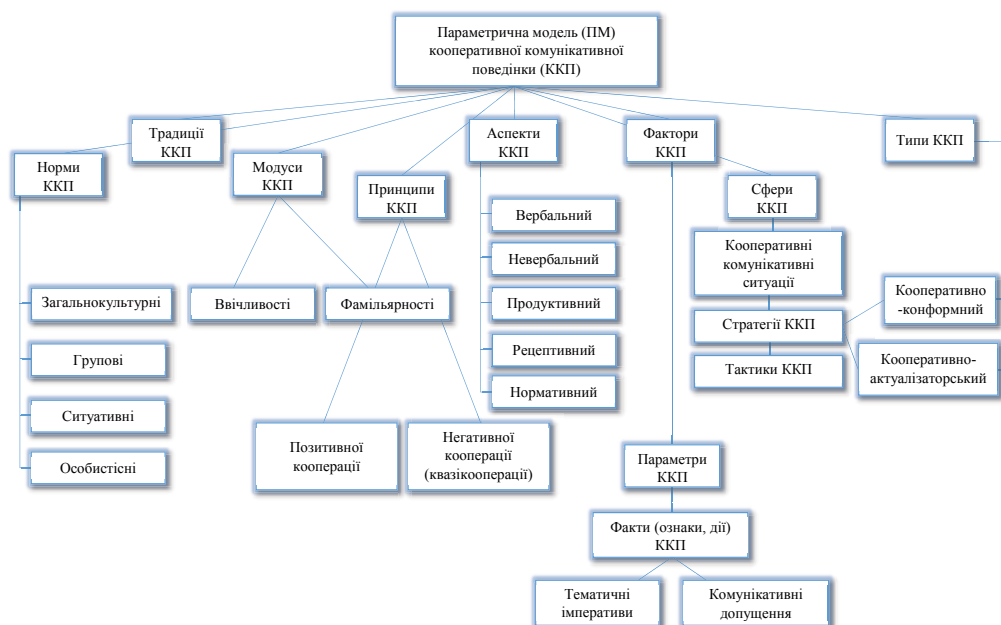 Параметрична модель (ПМ)
кооперативної комунікативної
поведінки (ККП)
Традиції
ККП
Аспекти
ККП
Фактори
ККП
Типи ККП
Норми
ККП
Модуси
ККП
Принципи
ККП
Сфери
ККП
Вербальний
Невербальний
Продуктивний
Рецептивний
Нормативний
Кооперативні
комунікативні
ситуації
Стратегії ККП
Тактики ККП
Кооперативно
-конформний
Кооперативно-
актуалізаторський
Загальнокультурні
Групові
Ситуативні
Особистісні
Ввічливості
Фамільярності
Позитивної
кооперації
Негативної
кооперації
(квазікооперації)
Параметри
ККП
Факти (ознаки, дії)
ККП
Тематичні
імперативи
Комунікативні
допущення